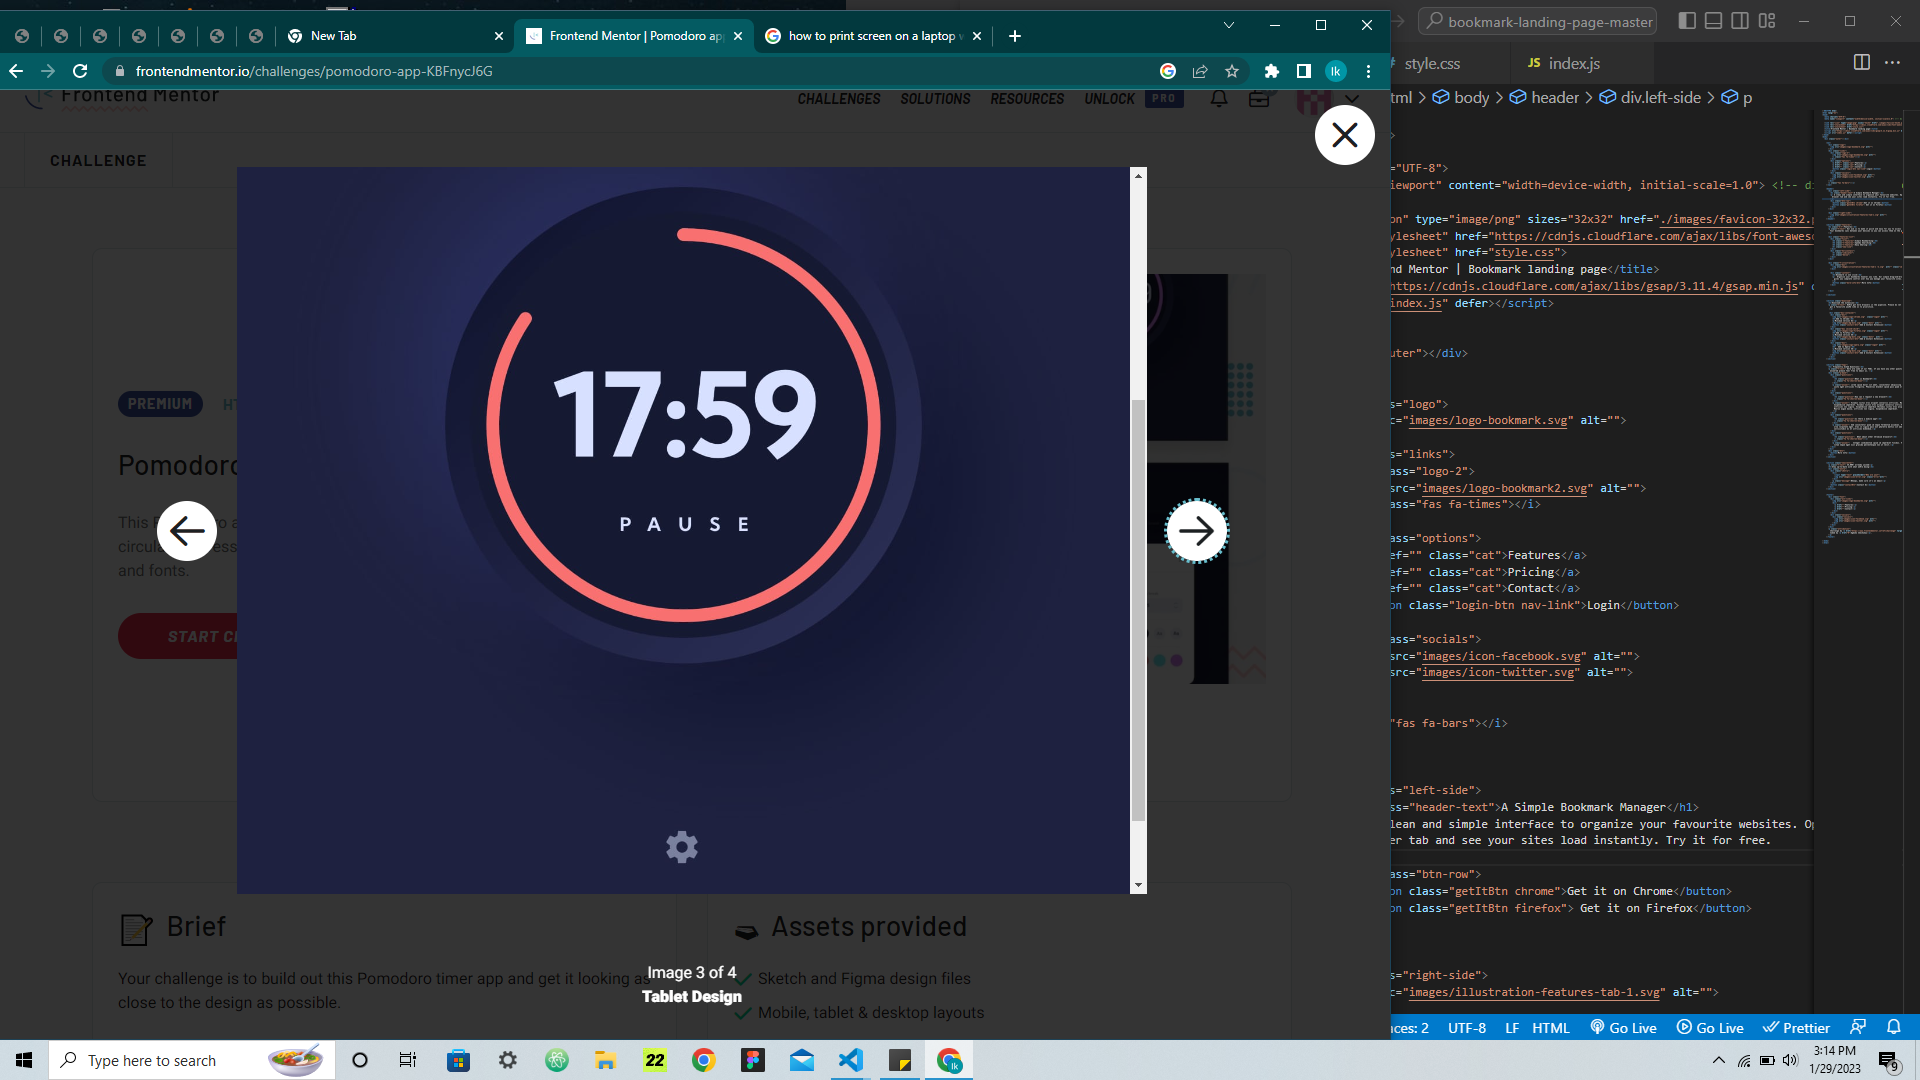 New Tab
Frontend Mentor | Pomodoro ap
how to print screen on a laptop
bookmark-landing-page-master
frontendmentor.io/challenges/pomodoro-app-KBFnycJ6G
style.css
JS index.js
Frontend Mentor
CHALLENGES SOLUTIONS RESOURCES UNLOCK PRO
body > header > div.left-side > p
CHALLENGE
="UTF-8">
iewport" content="width=device-width, initial-scale=1.0"> <!-- di
on" type="image/png" sizes="32x32" href="./images/favicon-32x32.p
ylesheet" href="https://cdnjs.cloudflare.com/ajax/libs/font-aweso
ylesheet" href="style.css">
nd Mentor | Bookmark landing page</title>
https://cdnjs.cloudflare.com/ajax/libs/gsap/3.11.4/gsap.min.js"
index.js" defer></script>
uter"></div>
17:59
PAUSE
PREMIUM
Pomodoro
This
circul
and fonts.
START C
s="logo">
c="images/logo-bookmark.svg" alt="">
s="links">
ass="logo-2">
src="images/logo-bookmark2.svg" alt="">
ass="fas fa-times"></i>
ass="options">
ef="" class="cat">Features</a>
ef="" class="cat">Pricing</a>
ef="" class="cat">Contact</a>
on class="login-btn nav-link">Login</button>
ass="socials">
src="images/icon-facebook.svg" alt="">
src="images/icon-twitter.svg" alt="">
"fas fa-bars"></i>
s="left-side">
ass="header-text">A Simple Bookmark Manager</h1>
lean and simple interface to organize your favourite websites. Op
er tab and see your sites load instantly. Try it for free.
ass="btn-row">
on class="getItBtn chrome">Get it on Chrome</button>
on class="getItBtn firefox"> Get it on Firefox</button>
s="right-side">
c="images/illustration-features-tab-1.svg" alt="">
Brief
Your challenge is to build out this Pomodoro timer app and get it looking as
close to the design as possible.
Assets provided
Sketch and Figma design files
Mobile, tablet & desktop layouts
Image 3 of 4
Tablet Design
ces: 2 UTF-8 LF HTML Go Live Go Live Prettier
Type here to search
22
3:14 PM
1/29/2023
9